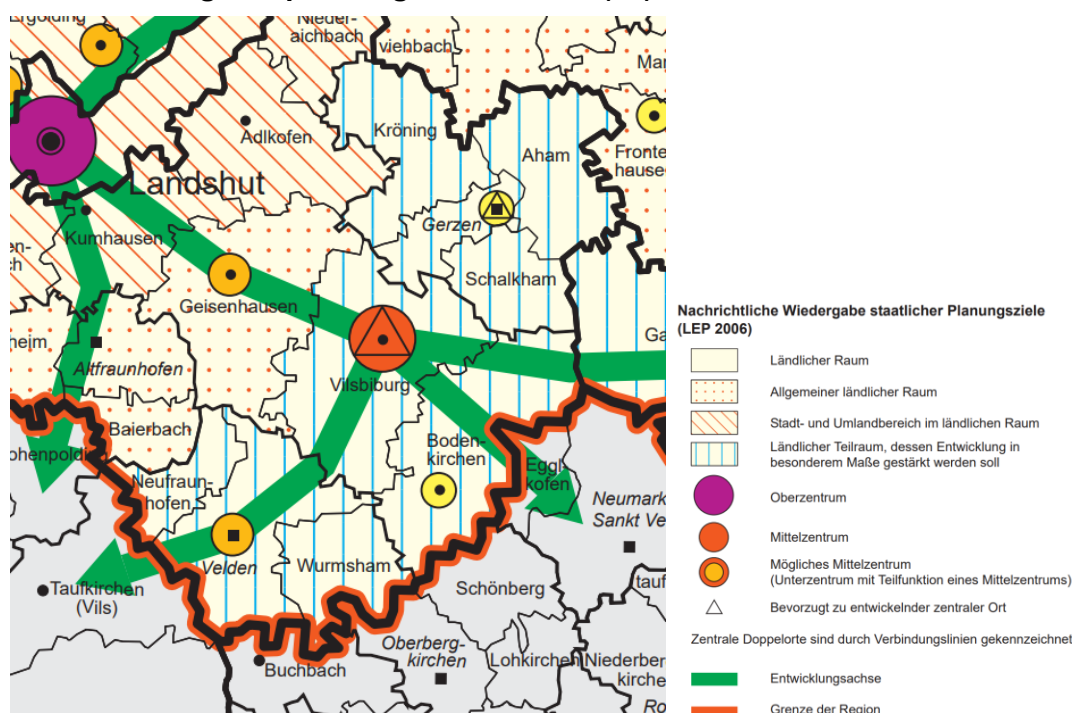 Nieder-
aichbach
viehbach
Kröning
Adlkofen
Aham
Landshut
Gerzen
Kumhausen
Schalkham
Geisenhausen
Altfraunhofen
Vilsbiburg
Baierbach
Boden-
kirchen
Eggl-
kofen
Neufraun-
hofen
Neumark
Sankt Ve
Velden
Wurmsham
Taufkirchen
(Vils)
Schönberg
tauf
Oberberg-
kirchen
Buchbach
Lohkirchen
Niederber
kirche
Ro
Nachrichtliche Wiedergabe staatlicher Planungsziele
(LEP 2006)
Ländlicher Raum
Allgemeiner ländlicher Raum
Stadt- und Umlandbereich im ländlichen Raum
Ländlicher Teilraum, dessen Entwicklung in
besonderem Maße gestärkt werden soll
Oberzentrum
Mittelzentrum
Mögliches Mittelzentrum
(Unterzentrum mit Teilfunktion eines Mittelzentrums)
Bevorzugt zu entwickelnder zentraler Ort
Zentrale Doppelorte sind durch Verbindungslinien gekennzeichnet
Entwicklungsachse
Grenze der Region